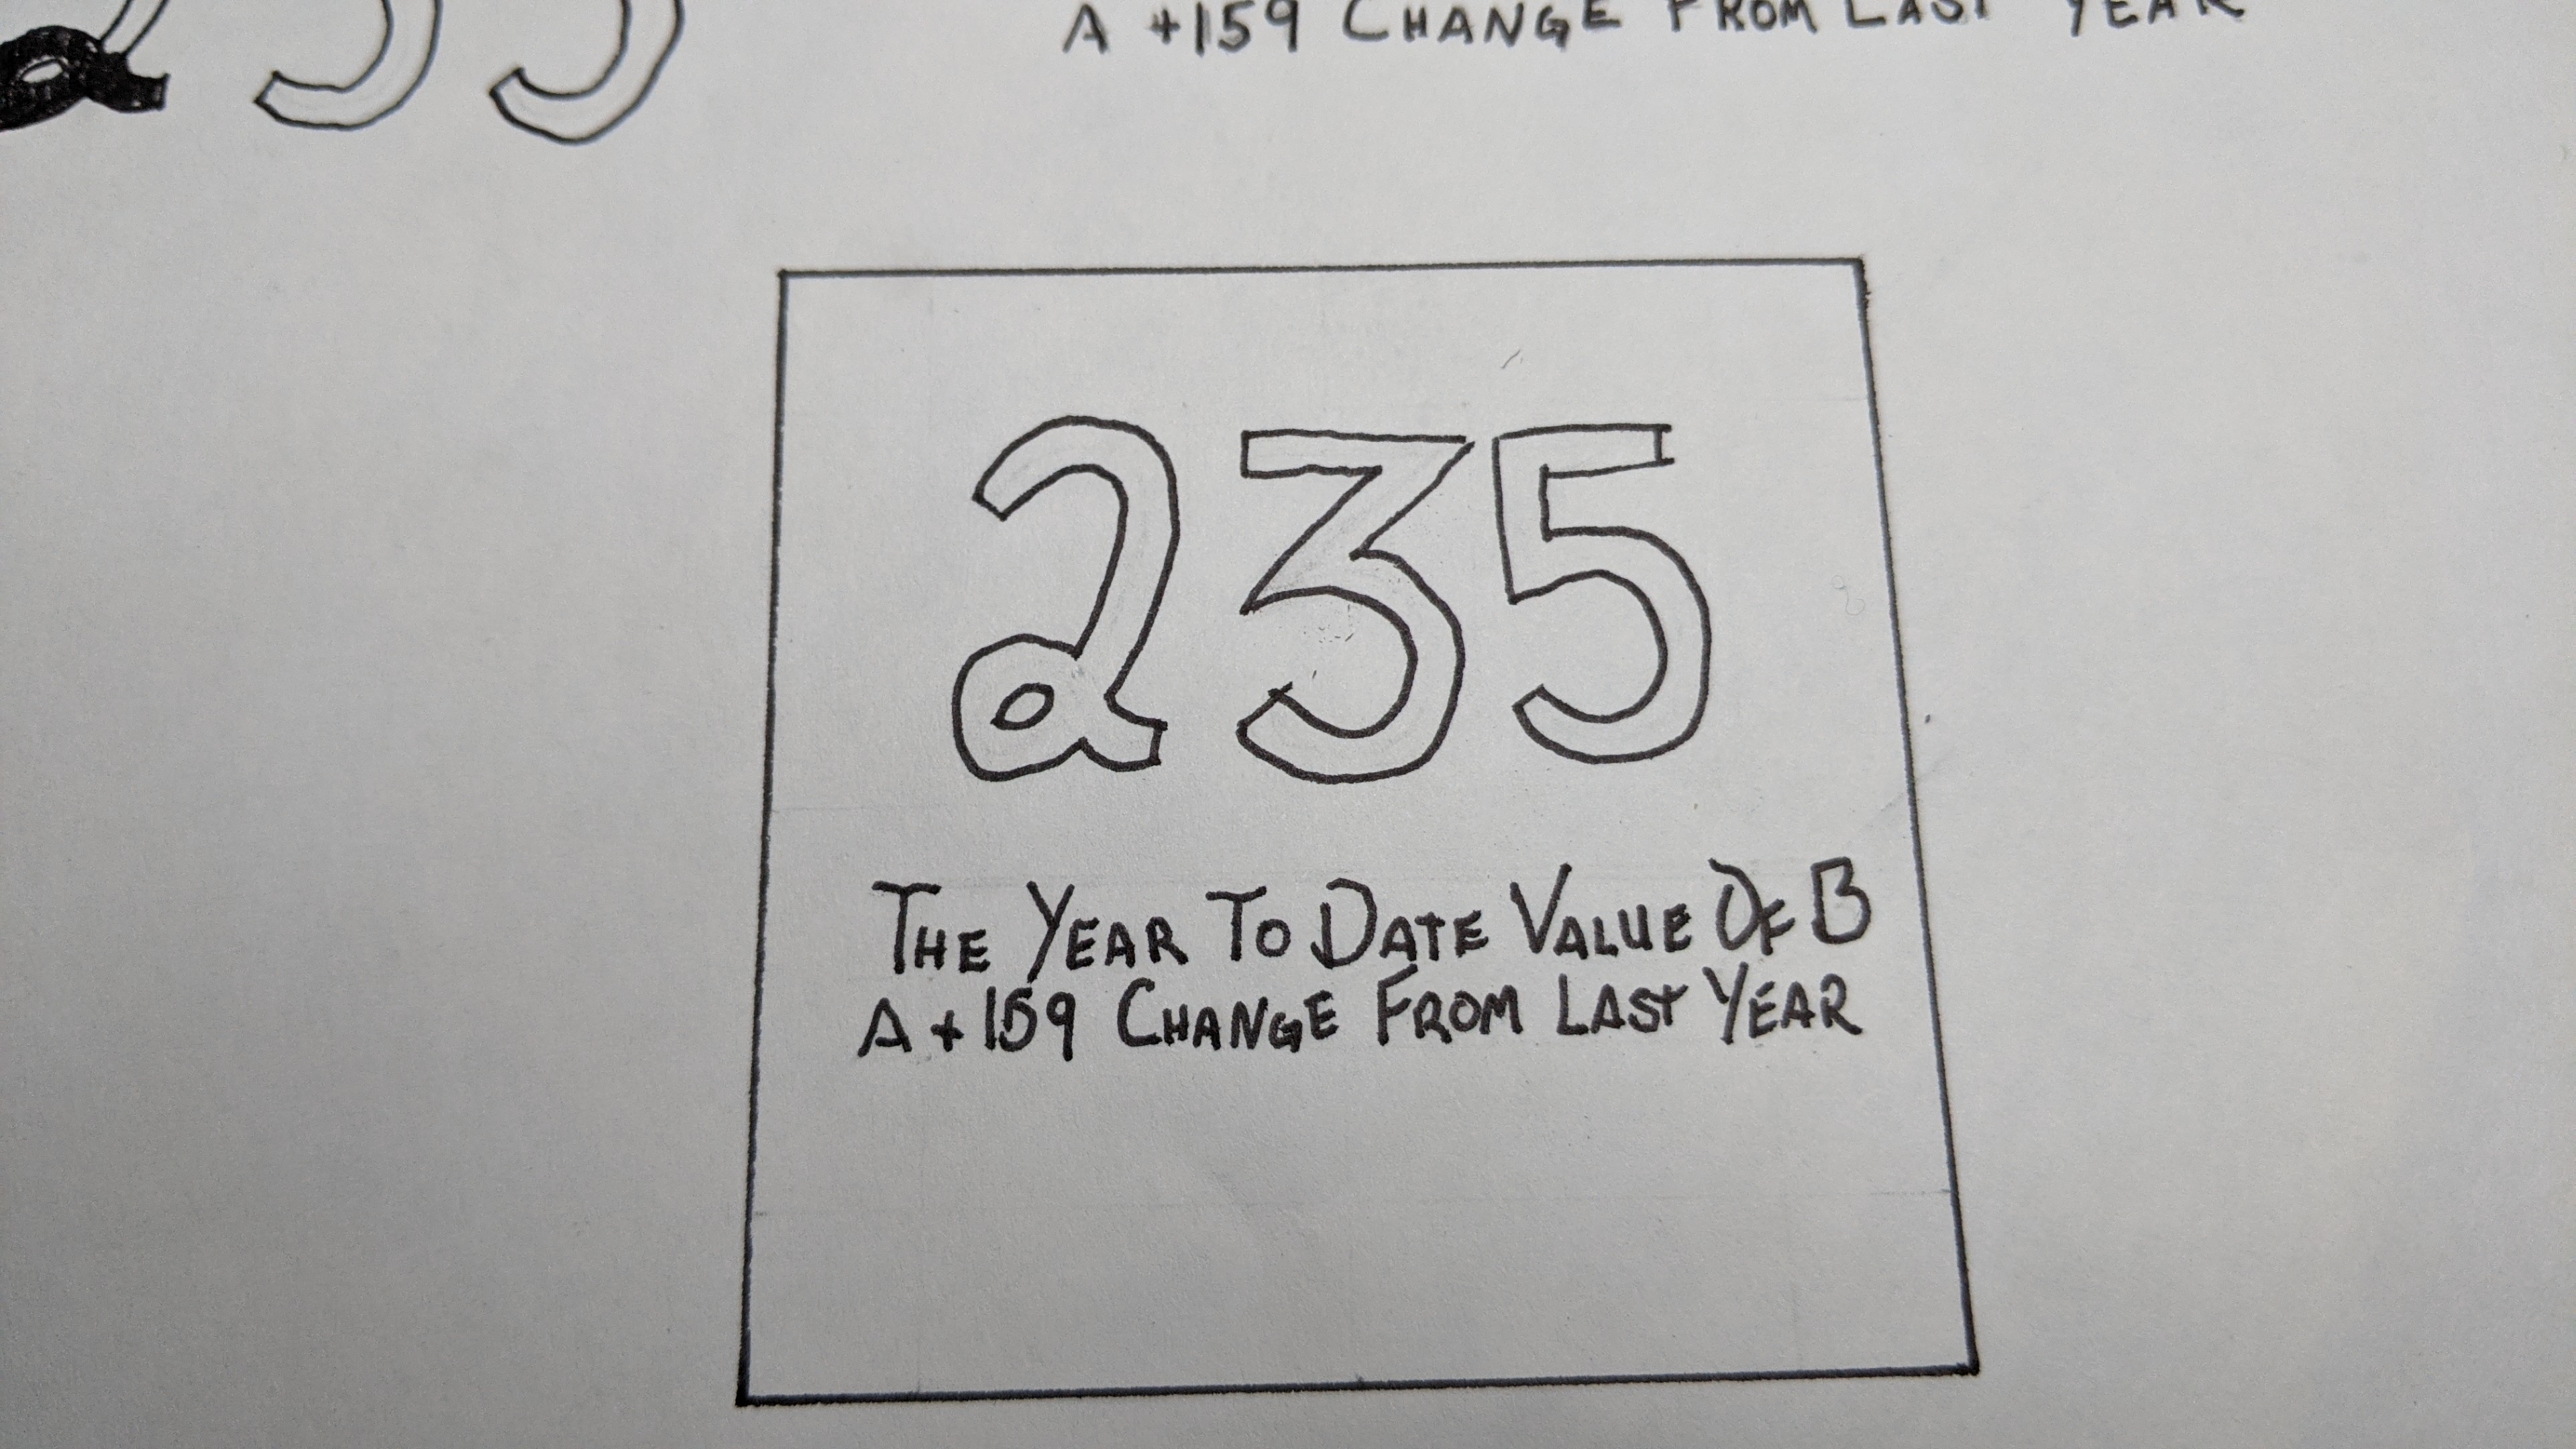 235
A +159 CHANGE FROM LAST YEAR
235
THE YEAR TO DATE VALUE OF B
A +159 CHANGE FROM LAST YEAR